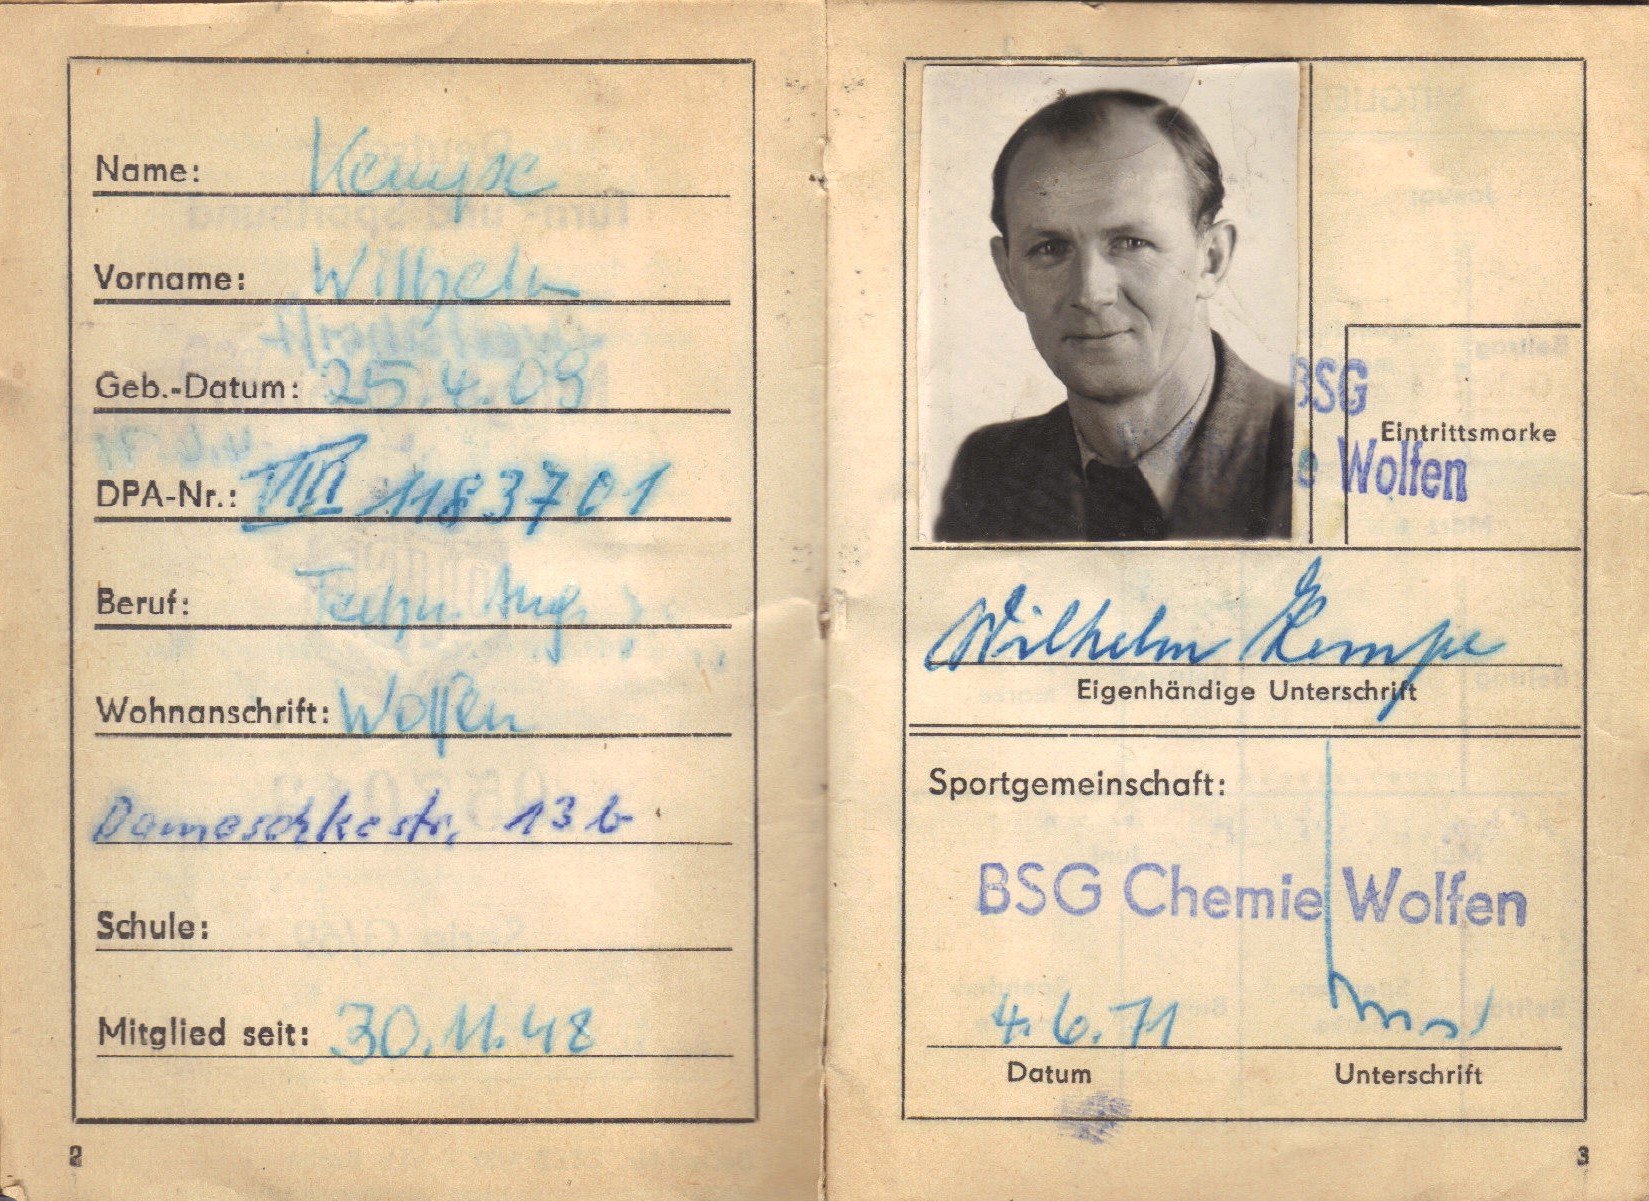 Name: Kempe
Vorname: Wilhelm
Geb.-Datum: 25.4.09
DPA-Nr.: VIII 1183701
Beruf: Techn. Ang.
Wohnanschrift: Wolfen
Damaschkestr. 13 b
Schule:
Mitglied seit: 30.11.48
2
BSG
Eintrittsmarke
e Wolfen
Wilhelm Kempe
Eigenhändige Unterschrift
Sportgemeinschaft:
BSG Chemie Wolfen
4.6.71
Datum
Unterschrift
3